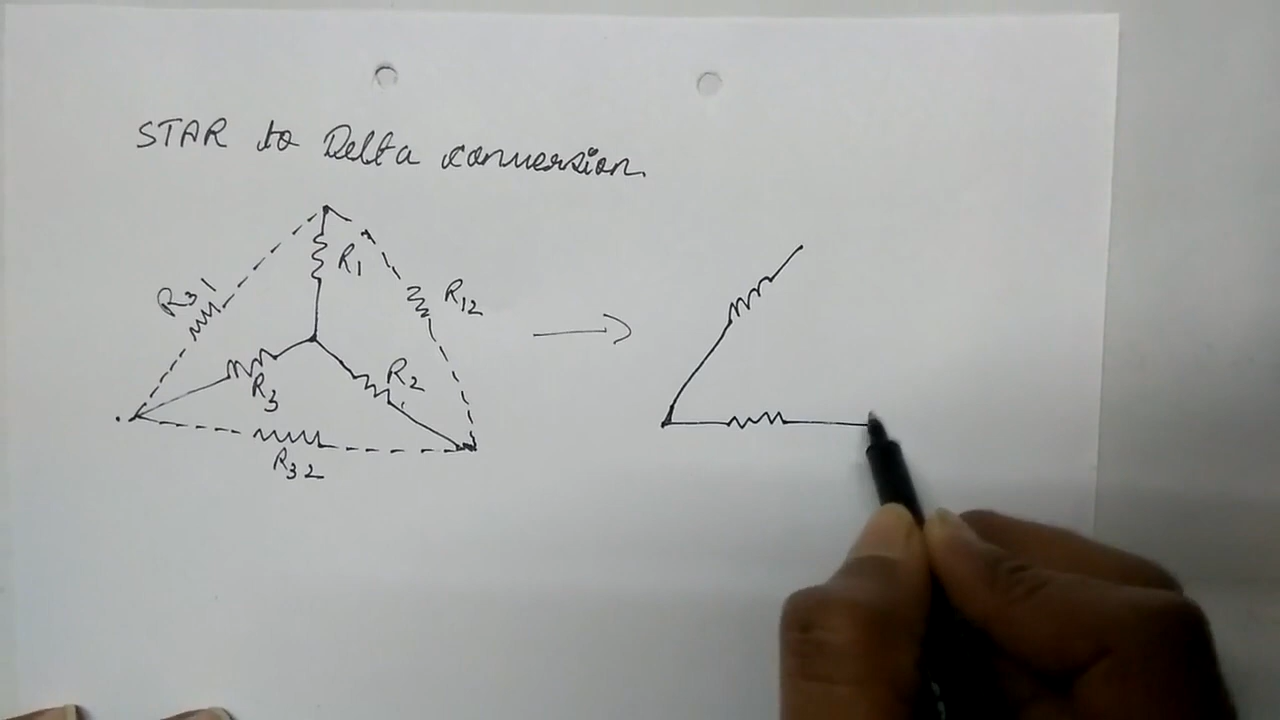 STAR to Delta conversion.
R1
R31
R12
R2
R3
R32